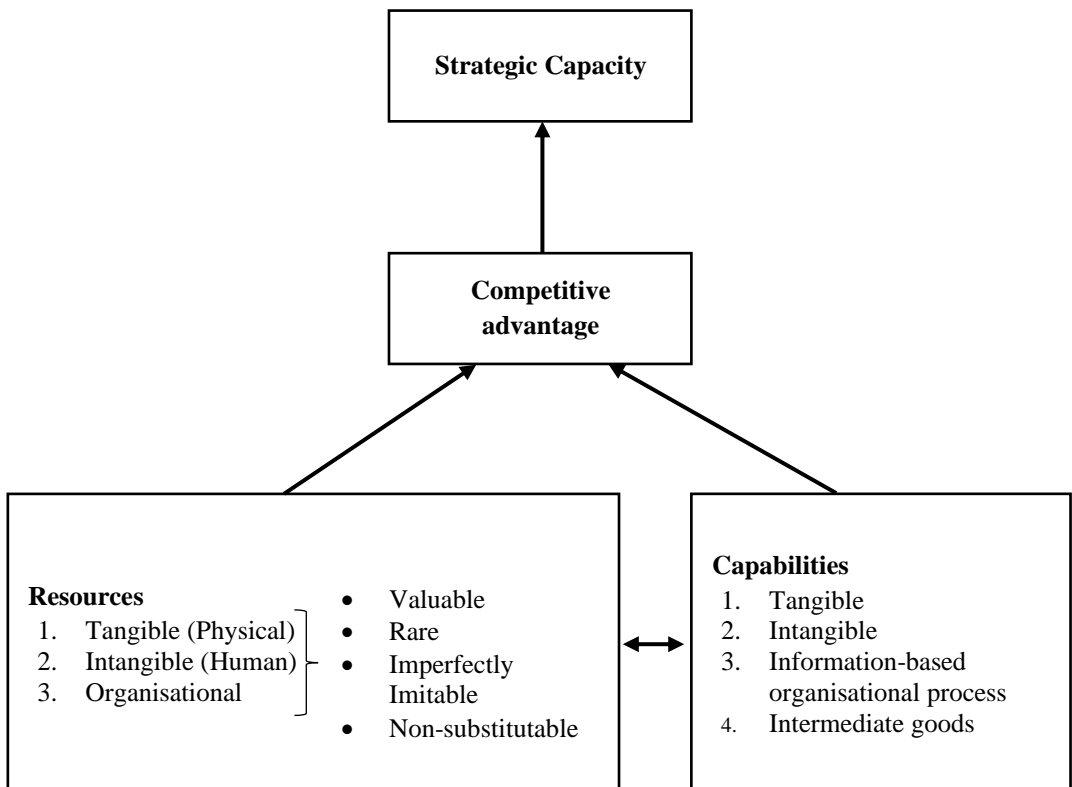 Strategic Capacity
Competitive
advantage
Resources
1. Tangible (Physical)
2. Intangible (Human)
3. Organisational
• Valuable
• Rare
• Imperfectly
Imitable
• Non-substitutable
Capabilities
1. Tangible
2. Intangible
3. Information-based
organisational process
4. Intermediate goods